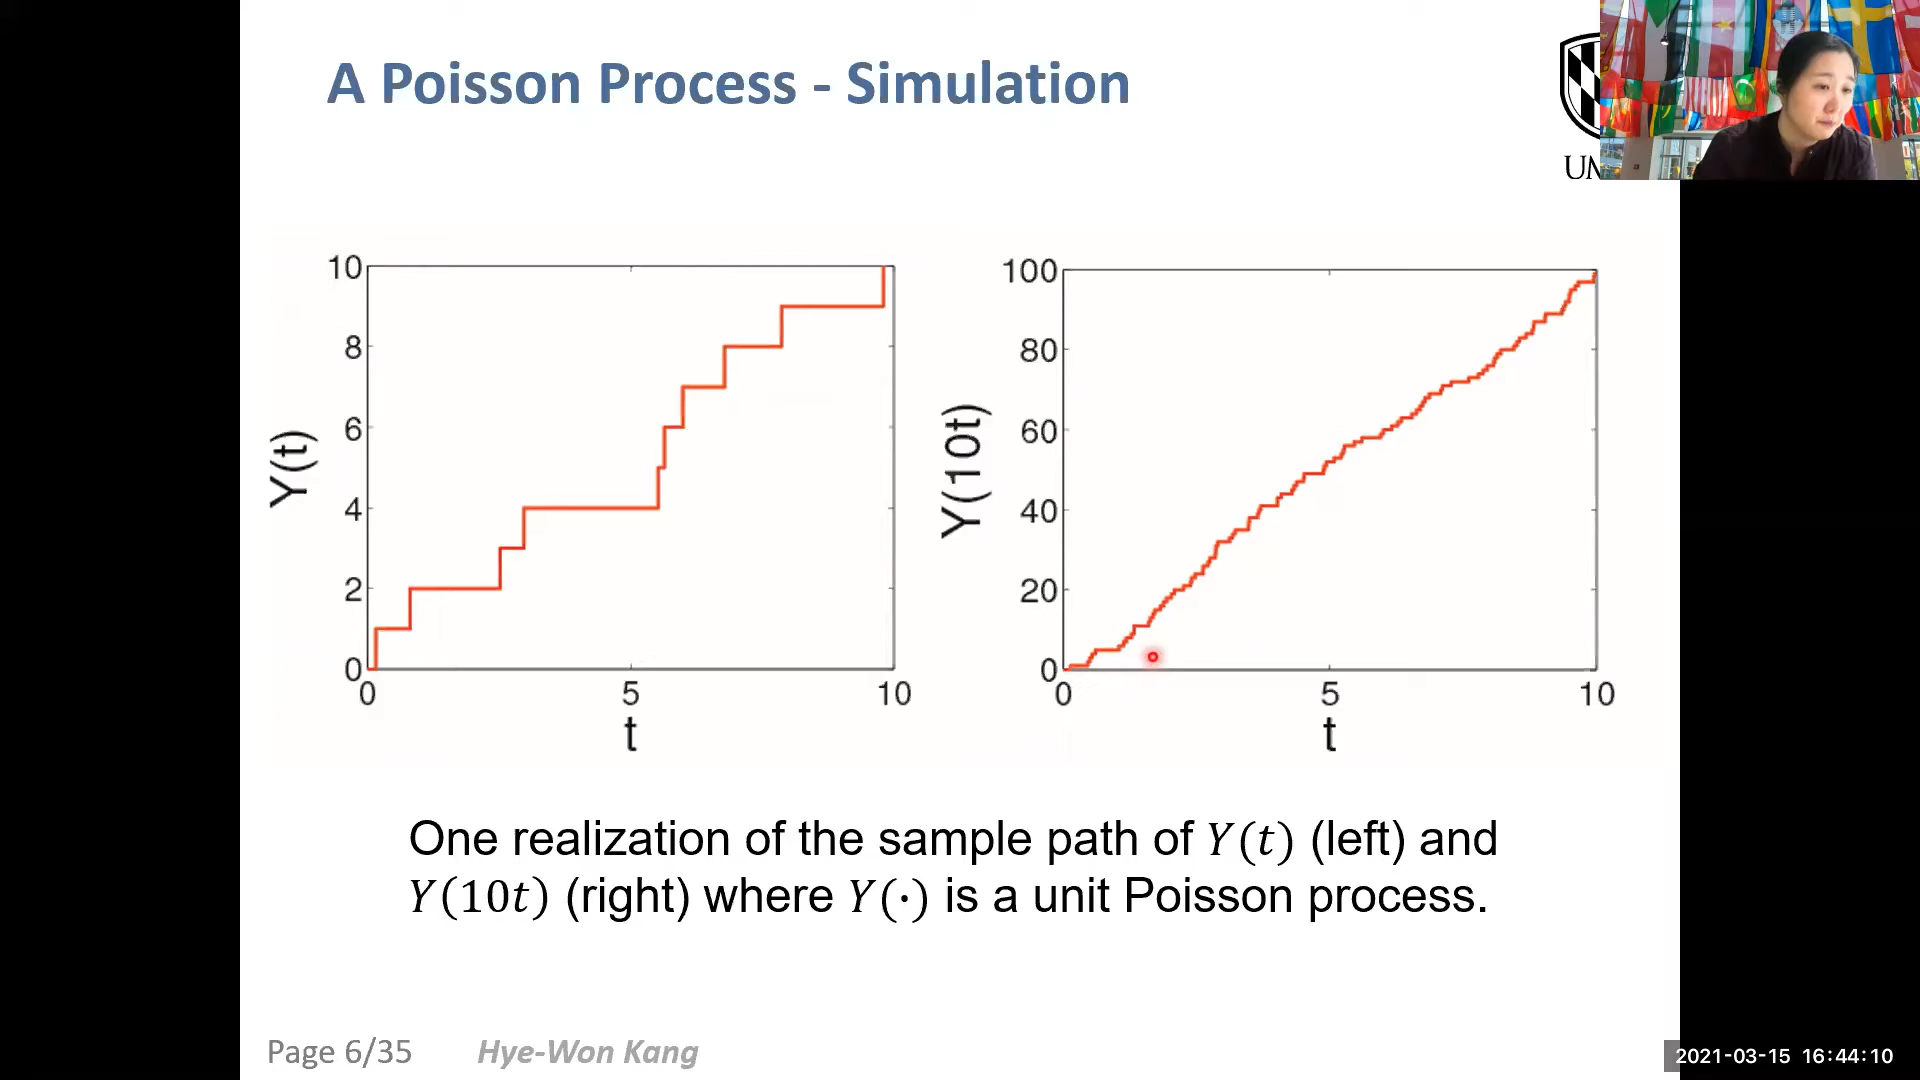 A Poisson Process - Simulation
UM
10
8
6
4
2
0
0 5 10
t
Y(t)
100
80
60
40
20
0
0 5 10
t
Y(10t)
One realization of the sample path of Y(t) (left) and
Y(10t) (right) where Y(·) is a unit Poisson process.
Page 6/35 Hye-Won Kang
2021-03-15 16:44:10